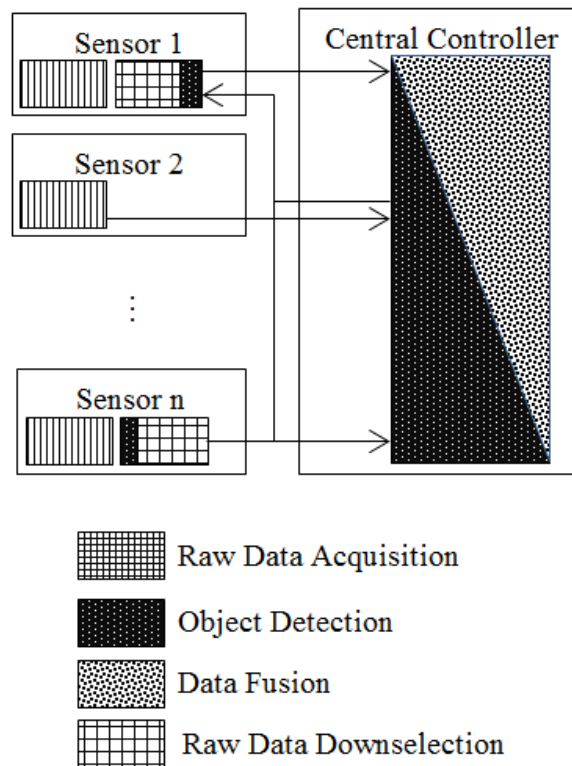 Sensor 1
Central Controller
Sensor 2
⋮
Sensor n
Raw Data Acquisition
Object Detection
Data Fusion
Raw Data Downselection